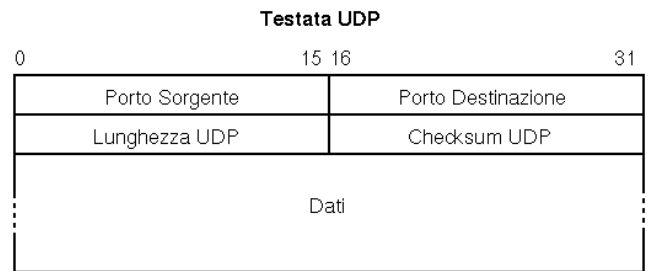 Testata UDP
0 15 16 31
Porto Sorgente Porto Destinazione
Lunghezza UDP Checksum UDP
Dati